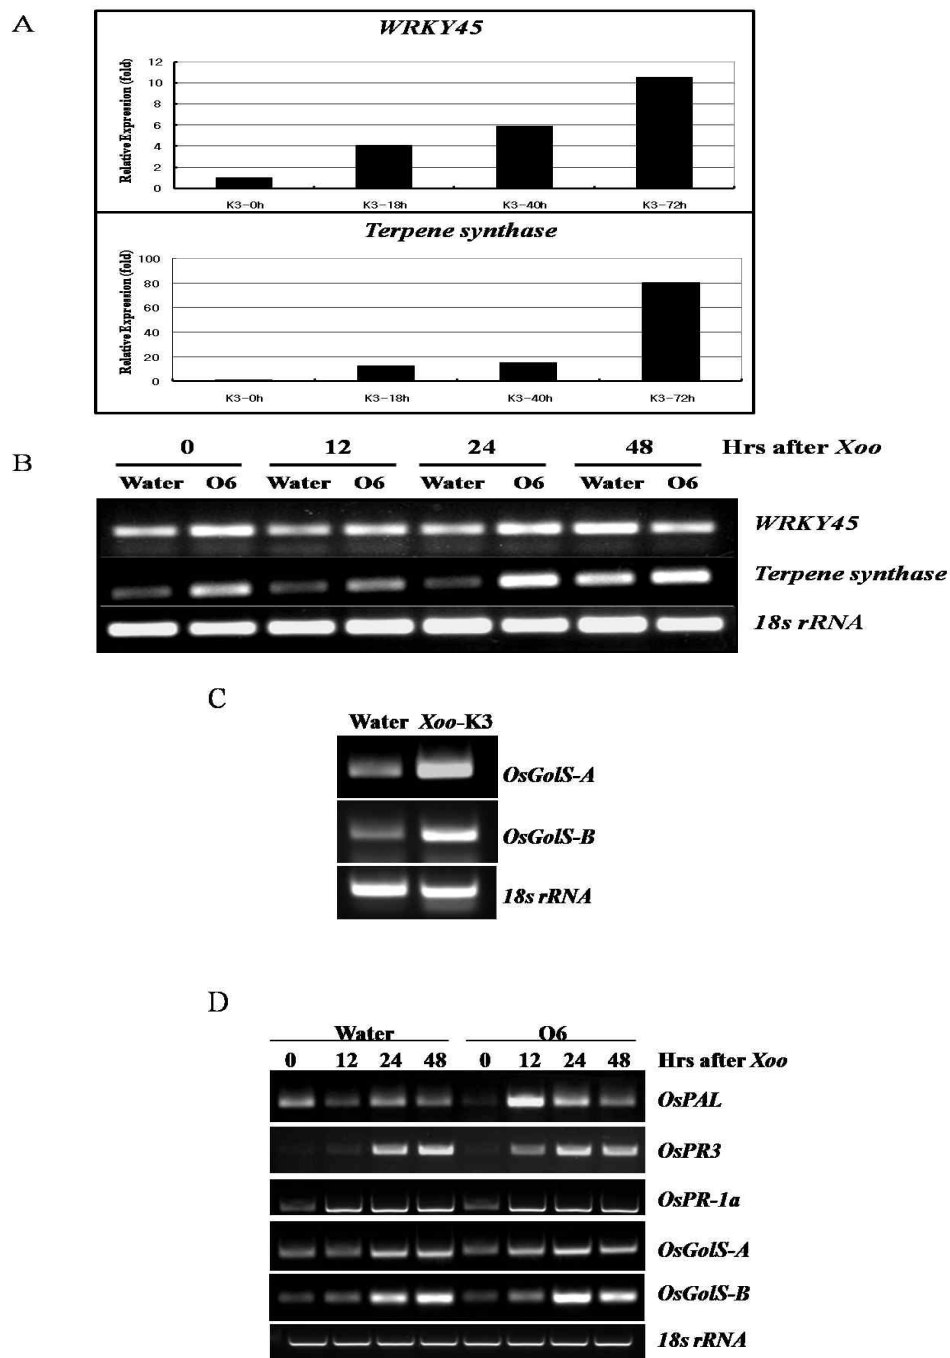 A
WRKY45
Relative Expression (fold)
12
10
8
6
4
2
0
K3-0h K3-18h K3-40h K3-72h
Terpene synthase
Relative Expression (fold)
100
80
60
40
20
0
K3-0h K3-18h K3-40h K3-72h
B
0 12 24 48 Hrs after Xoo
Water O6 Water O6 Water O6 Water O6
WRKY45
Terpene synthase
18s rRNA
C
Water Xoo-K3
OsGolS-A
OsGolS-B
18s rRNA
D
Water O6
0 12 24 48 0 12 24 48 Hrs after Xoo
OsPAL
OsPR3
OsPR-1a
OsGolS-A
OsGolS-B
18s rRNA